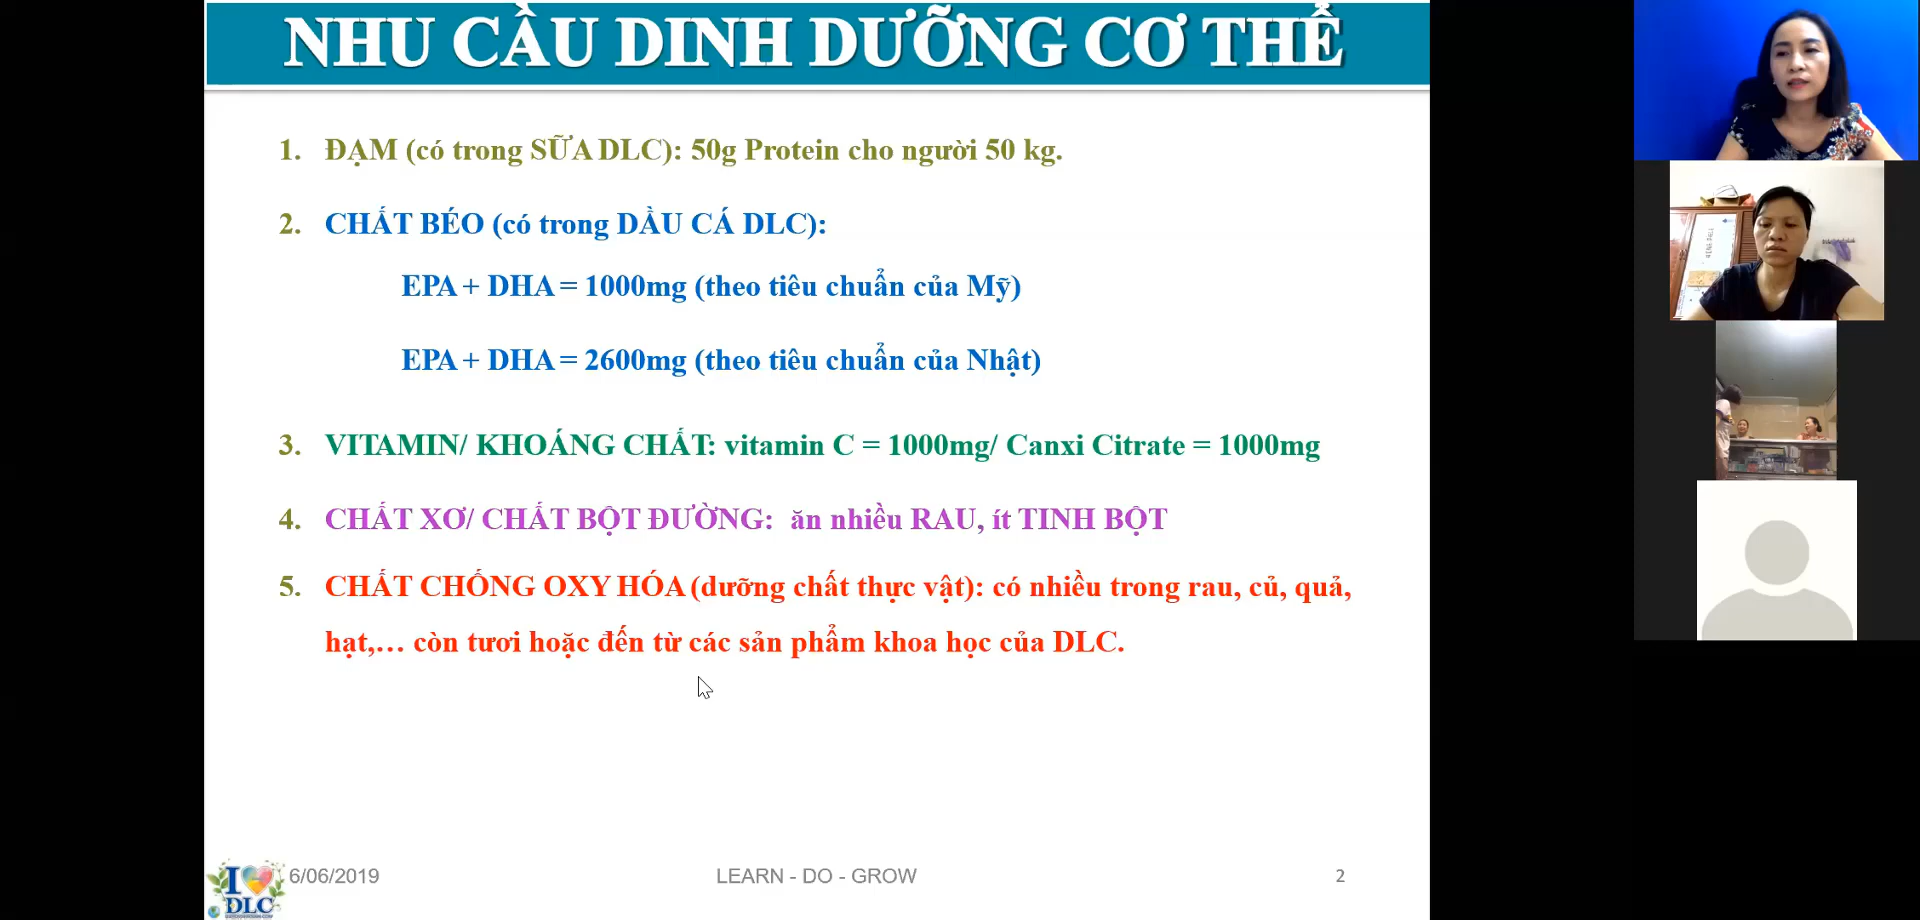 NHU CẦU DINH DƯỠNG CƠ THỂ
1. ĐẠM (có trong SỮA DLC): 50g Protein cho người 50 kg.
2. CHẤT BÉO (có trong DẦU CÁ DLC):
EPA + DHA = 1000mg (theo tiêu chuẩn của Mỹ)
EPA + DHA = 2600mg (theo tiêu chuẩn của Nhật)
3. VITAMIN/ KHOÁNG CHẤT: vitamin C = 1000mg/ Canxi Citrate = 1000mg
4. CHẤT XƠ/ CHẤT BỘT ĐƯỜNG: ăn nhiều RAU, ít TINH BỘT
5. CHẤT CHỐNG OXY HÓA (dưỡng chất thực vật): có nhiều trong rau, củ, quả,
hạt,… còn tươi hoặc đến từ các sản phẩm khoa học của DLC.
I
DLC
6/06/2019
LEARN - DO - GROW
2